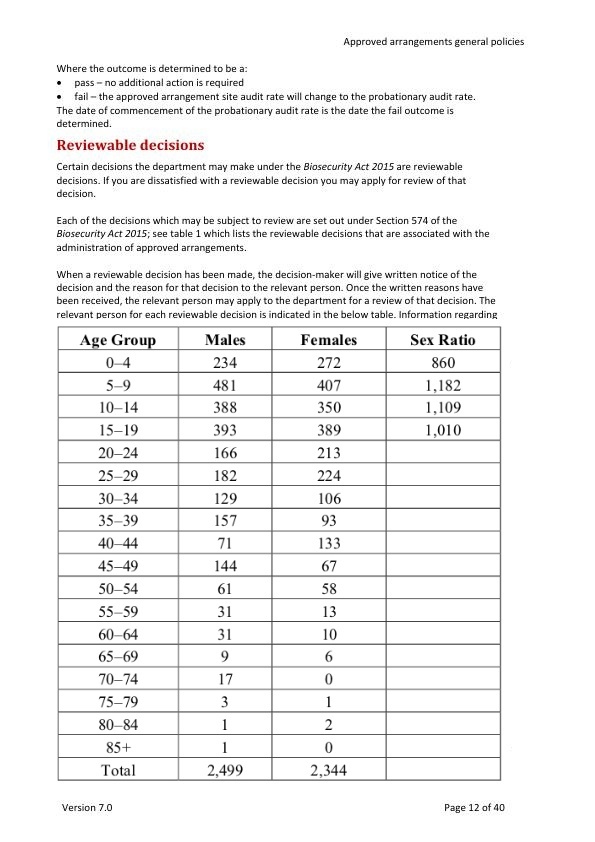 Approved arrangements general policies
Where the outcome is determined to be a:
• pass – no additional action is required
• fail – the approved arrangement site audit rate will change to the probationary audit rate.
The date of commencement of the probationary audit rate is the date the fail outcome is
determined.
Reviewable decisions
Certain decisions the department may make under the Biosecurity Act 2015 are reviewable
decisions. If you are dissatisfied with a reviewable decision you may apply for review of that
decision.
Each of the decisions which may be subject to review are set out under Section 574 of the
Biosecurity Act 2015; see table 1 which lists the reviewable decisions that are associated with the
administration of approved arrangements.
When a reviewable decision has been made, the decision-maker will give written notice of the
decision and the reason for that decision to the relevant person. Once the written reasons have
been received, the relevant person may apply to the department for a review of that decision. The
relevant person for each reviewable decision is indicated in the below table. Information regarding
Age Group Males Females Sex Ratio
0–4 234 272 860
5–9 481 407 1,182
10–14 388 350 1,109
15–19 393 389 1,010
20–24 166 213
25–29 182 224
30–34 129 106
35–39 157 93
40–44 71 133
45–49 144 67
50–54 61 58
55–59 31 13
60–64 31 10
65–69 9 6
70–74 17 0
75–79 3 1
80–84 1 2
85+ 1 0
Total 2,499 2,344
Version 7.0 Page 12 of 40